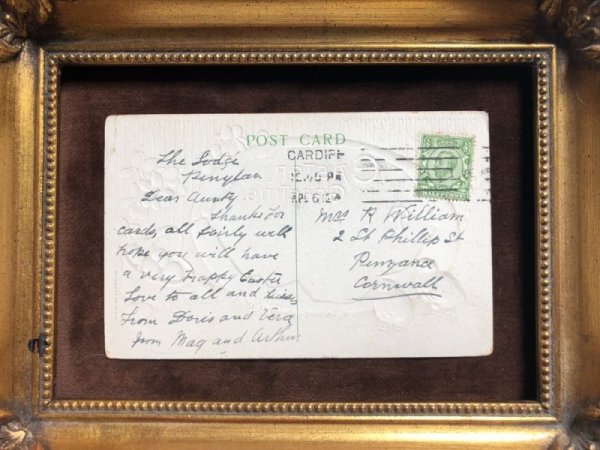 POST CARD
CARDIFF
12.45 PM
APL 6 12
The Lodge
Penylan
Dear Aunty
Thanks for
cards all fairly well
hope you will have
a very Happy Easter
Love to all and kisses
From Doris and Vera
from Mag and Arthur
Mrs R William
2 St Phillip St
Penzance
Cornwall